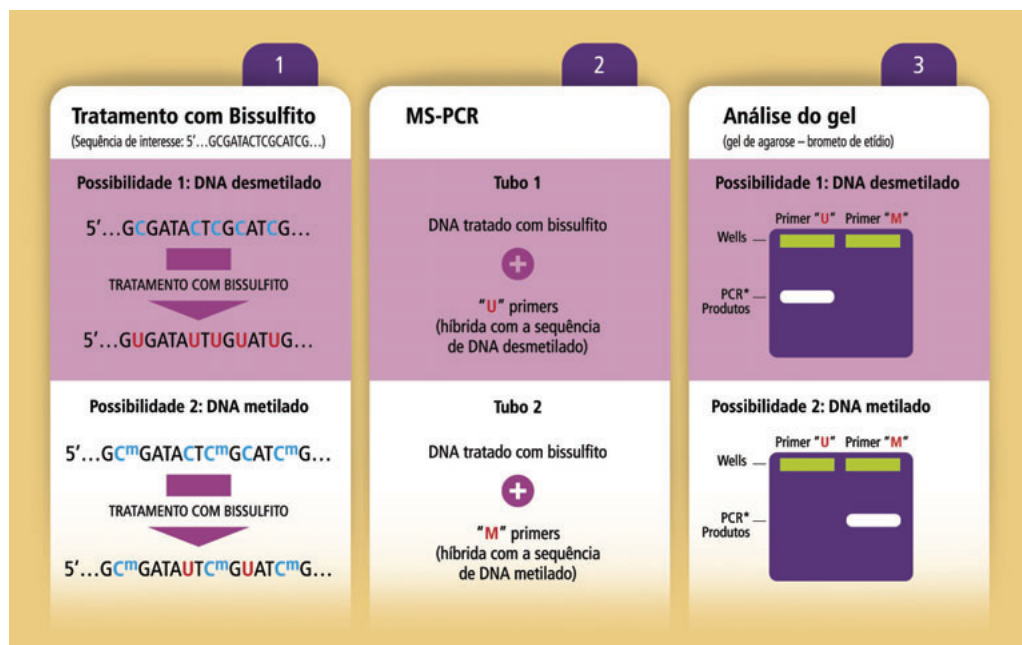 1
Tratamento com Bissulfito
(Sequência de interesse: 5’...GCGATACTCGCATCG...)
Possibilidade 1: DNA desmetilado
5’...GCGATACTCGCATCG...
TRATAMENTO COM BISSULFITO
5’...GUGATAUTUGUATUG...
Possibilidade 2: DNA metilado
5’...GCᵐGATACTCᵐGCATCᵐG...
TRATAMENTO COM BISSULFITO
5’...GCᵐGATAUTCᵐGUATCᵐG...
2
MS-PCR
Tubo 1
DNA tratado com bissulfito
+
“U” primers
(híbrida com a sequência
de DNA desmetilado)
Tubo 2
DNA tratado com bissulfito
+
“M” primers
(híbrida com a sequência
de DNA metilado)
3
Análise do gel
(gel de agarose – brometo de etídio)
Possibilidade 1: DNA desmetilado
Primer “U” Primer “M”
Wells
PCR*
Produtos
Possibilidade 2: DNA metilado
Primer “U” Primer “M”
Wells
PCR*
Produtos